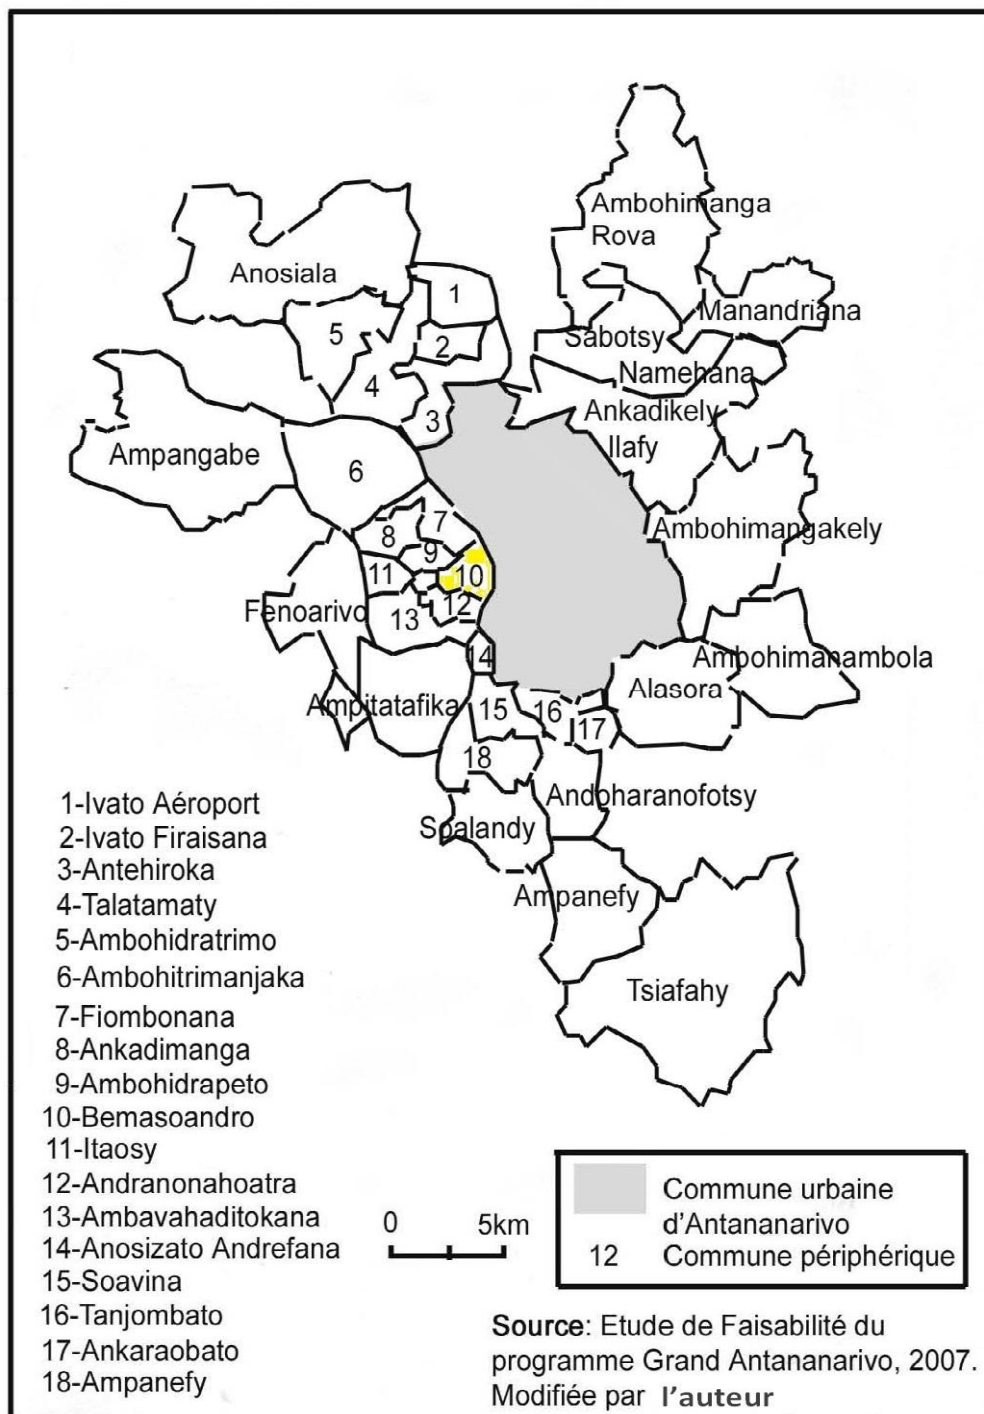 Ambohimanga
Rova
Anosiala
1
Manandriana
5
Sabotsy
2
Namehana
4
Ankadikely
3
Ilafy
Ampangabe
6
7
Ambohimangakely
8
9
11
10
Fenoarivo
13
12
14
Ambohimanambola
Alasora
Ampitatafika
15
16
17
18
Andoharanofotsy
Soalandy
Ampanefy
Tsiafahy
1-Ivato Aéroport
2-Ivato Firaisana
3-Antehiroka
4-Talatamaty
5-Ambohidratrimo
6-Ambohitrimanjaka
7-Fiombonana
8-Ankadimanga
9-Ambohidrapeto
10-Bemasoandro
11-Itaosy
12-Andranonahoatra
13-Ambavahaditokana
14-Anosizato Andrefana
15-Soavina
16-Tanjombato
17-Ankaraobato
18-Ampanefy
0 5km
Commune urbaine
d'Antananarivo
12 Commune périphérique
Source: Etude de Faisabilité du
programme Grand Antananarivo, 2007.
Modifiée par l'auteur